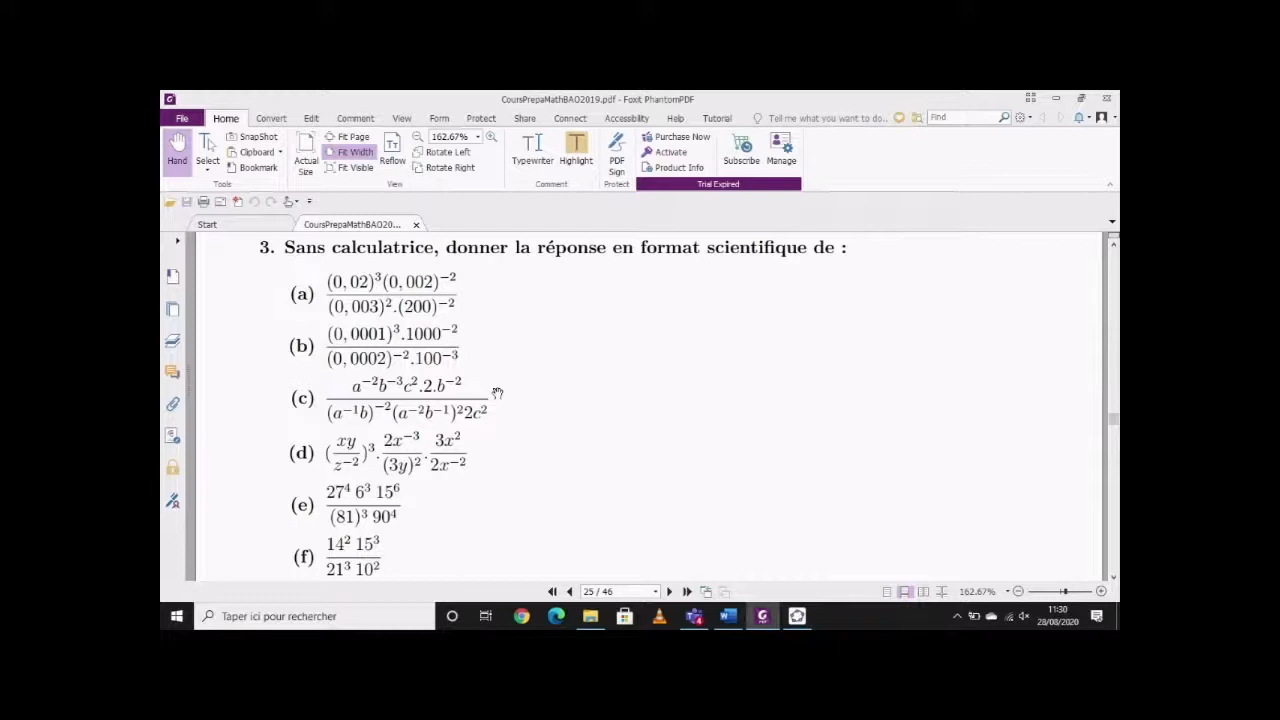 CoursPrepaMathBAO2019.pdf - Foxit PhantomPDF
File Home Convert Edit Comment View Form Protect Share Connect Accessibility Help Tutorial Tell me what you want to do.. Find
Hand Select SnapShot Clipboard Bookmark Actual Size Fit Page Fit Width Fit Visible Reflow 162.67% Rotate Left Rotate Right Typewriter Highlight PDF Sign Purchase Now Activate Product Info Subscribe Manage
Tools View Comment Protect Trial Expired
Start CoursPrepaMathBAO20...
3. Sans calculatrice, donner la réponse en format scientifique de :
(a) (0, 02)³(0, 002)⁻² / (0, 003)².(200)⁻²
(b) (0, 0001)³.1000⁻² / (0, 0002)⁻².100⁻³
(c) a⁻²b⁻³c².2.b⁻² / (a⁻¹b)⁻²(a⁻²b⁻¹)²2c²
(d) (xy / z⁻²)³. 2x⁻³ / (3y)² . 3x² / 2x⁻²
(e) 27⁴ 6³ 15⁶ / (81)³ 90⁴
(f) 14² 15³ / 21³ 10²
25 / 46 162.67%
Taper ici pour rechercher 11:30
28/08/2020